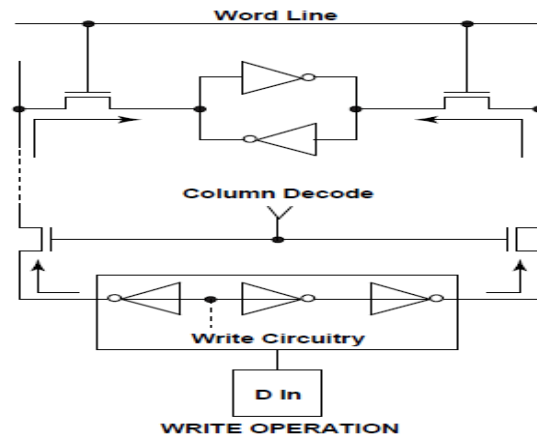 Word Line
Column Decode
Write Circuitry
D In
WRITE OPERATION